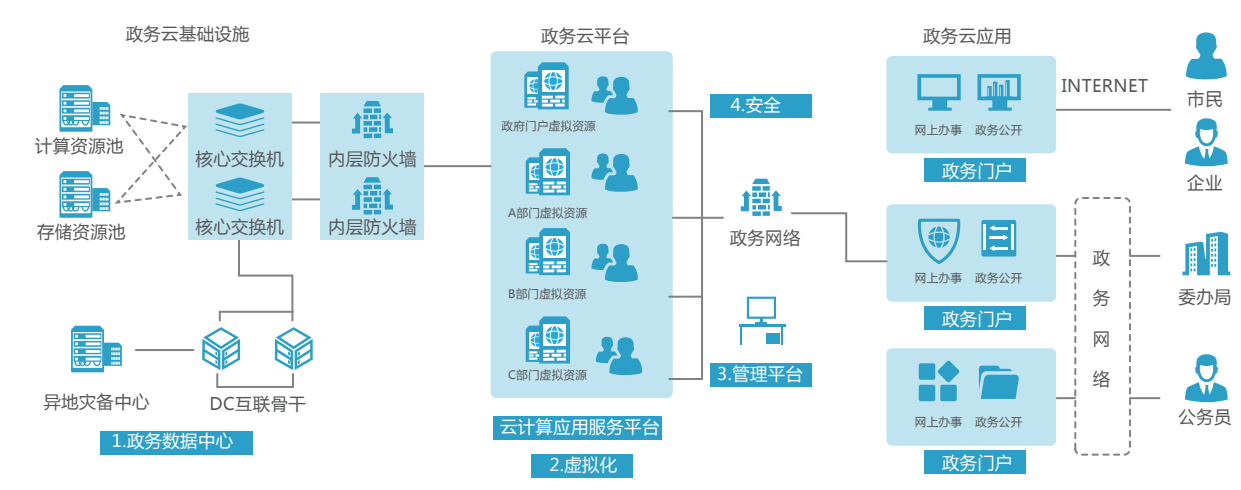 政务云基础设施
计算资源池
存储资源池
核心交换机
内层防火墙
核心交换机
内层防火墙
异地灾备中心
DC互联骨干
1.政务数据中心
政务云平台
政府门户虚拟资源
A部门虚拟资源
B部门虚拟资源
C部门虚拟资源
云计算应用服务平台
2.虚拟化
4.安全
政务网络
3.管理平台
政务云应用
网上办事
政务公开
政务门户
网上办事
政务公开
政务门户
网上办事
政务公开
政务门户
INTERNET
政务网络
市民
企业
委办局
公务员